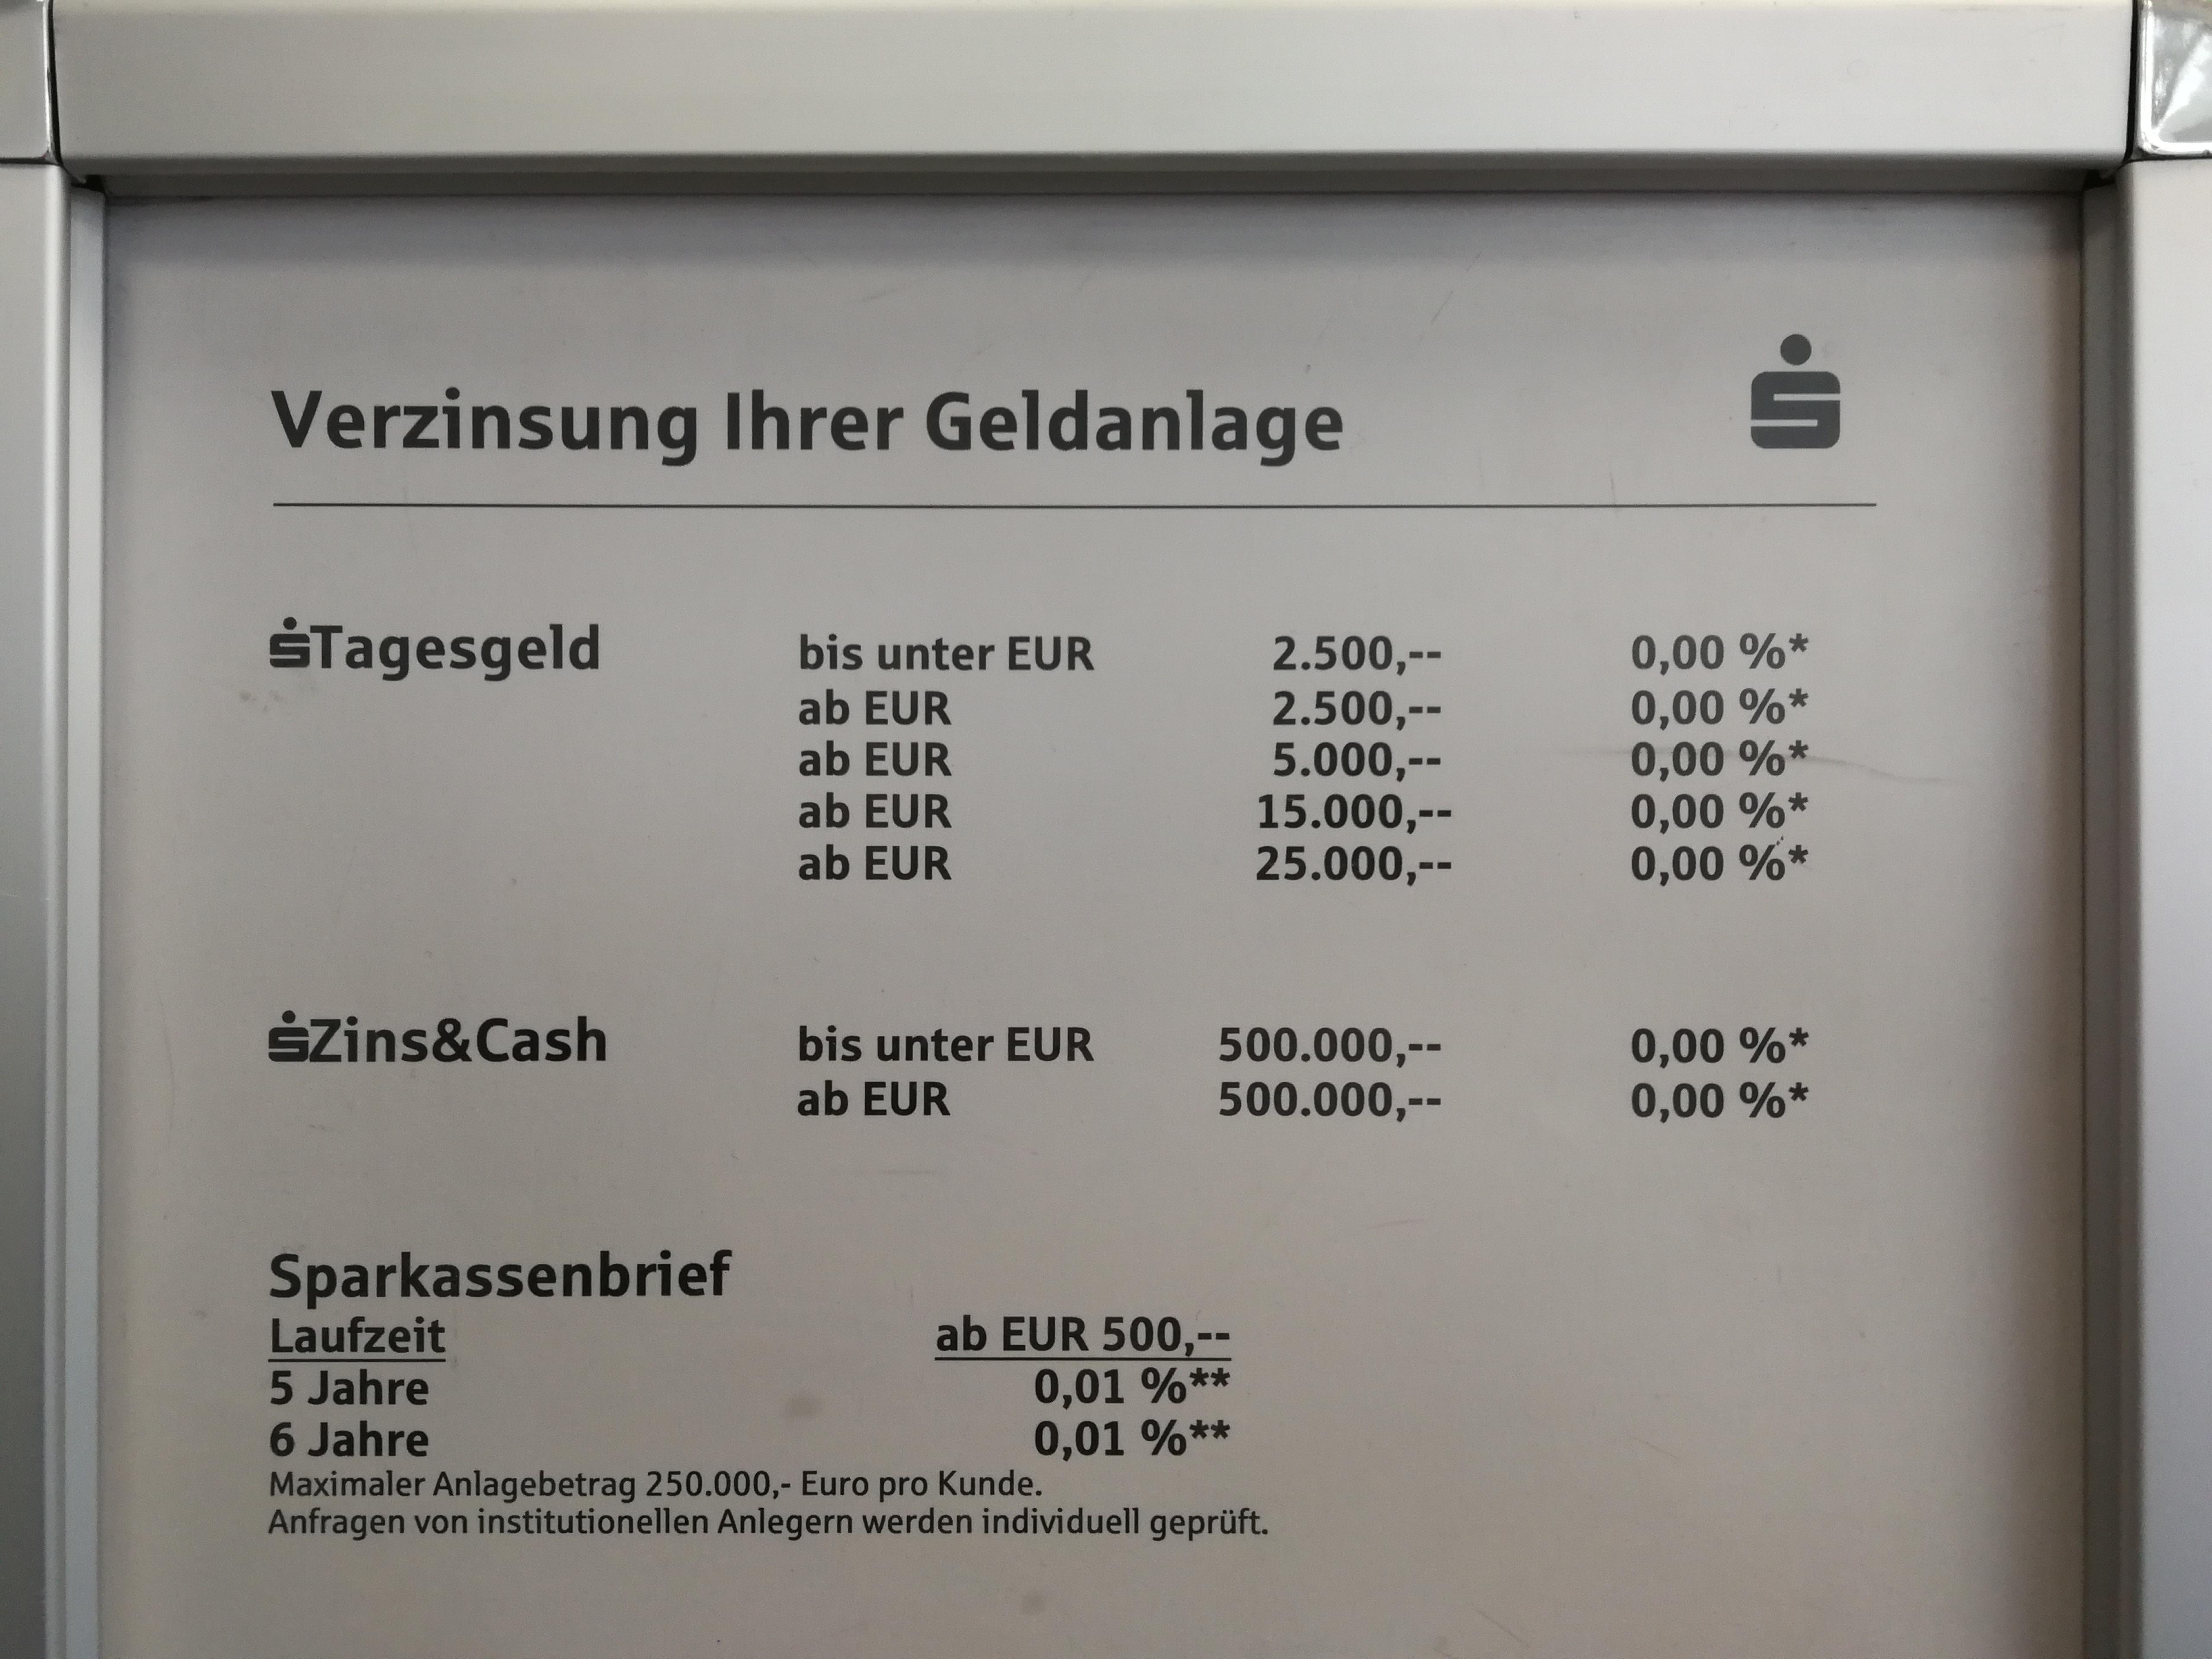 Verzinsung Ihrer Geldanlage
Tagesgeld bis unter EUR 2.500,-- 0,00 %*
ab EUR 2.500,-- 0,00 %*
ab EUR 5.000,-- 0,00 %*
ab EUR 15.000,-- 0,00 %*
ab EUR 25.000,-- 0,00 %*
Zins&Cash bis unter EUR 500.000,-- 0,00 %*
ab EUR 500.000,-- 0,00 %*
Sparkassenbrief
Laufzeit ab EUR 500,--
5 Jahre 0,01 %**
6 Jahre 0,01 %**
Maximaler Anlagebetrag 250.000,- Euro pro Kunde.
Anfragen von institutionellen Anlegern werden individuell geprüft.